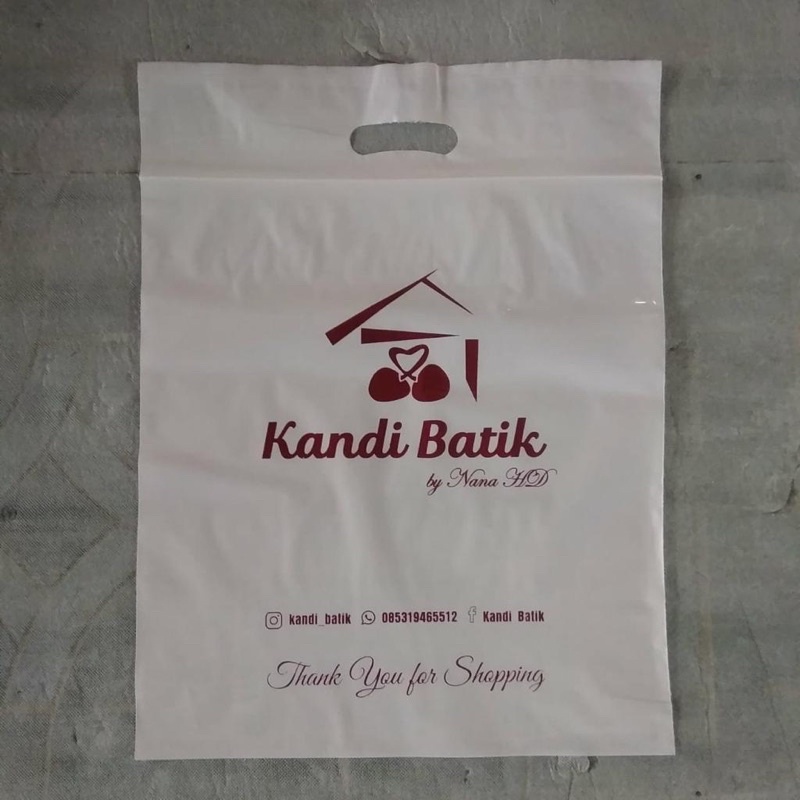 Kandi Batik
by Nana HD
kandi_batik 085319465512 Kandi Batik
Thank You for Shopping